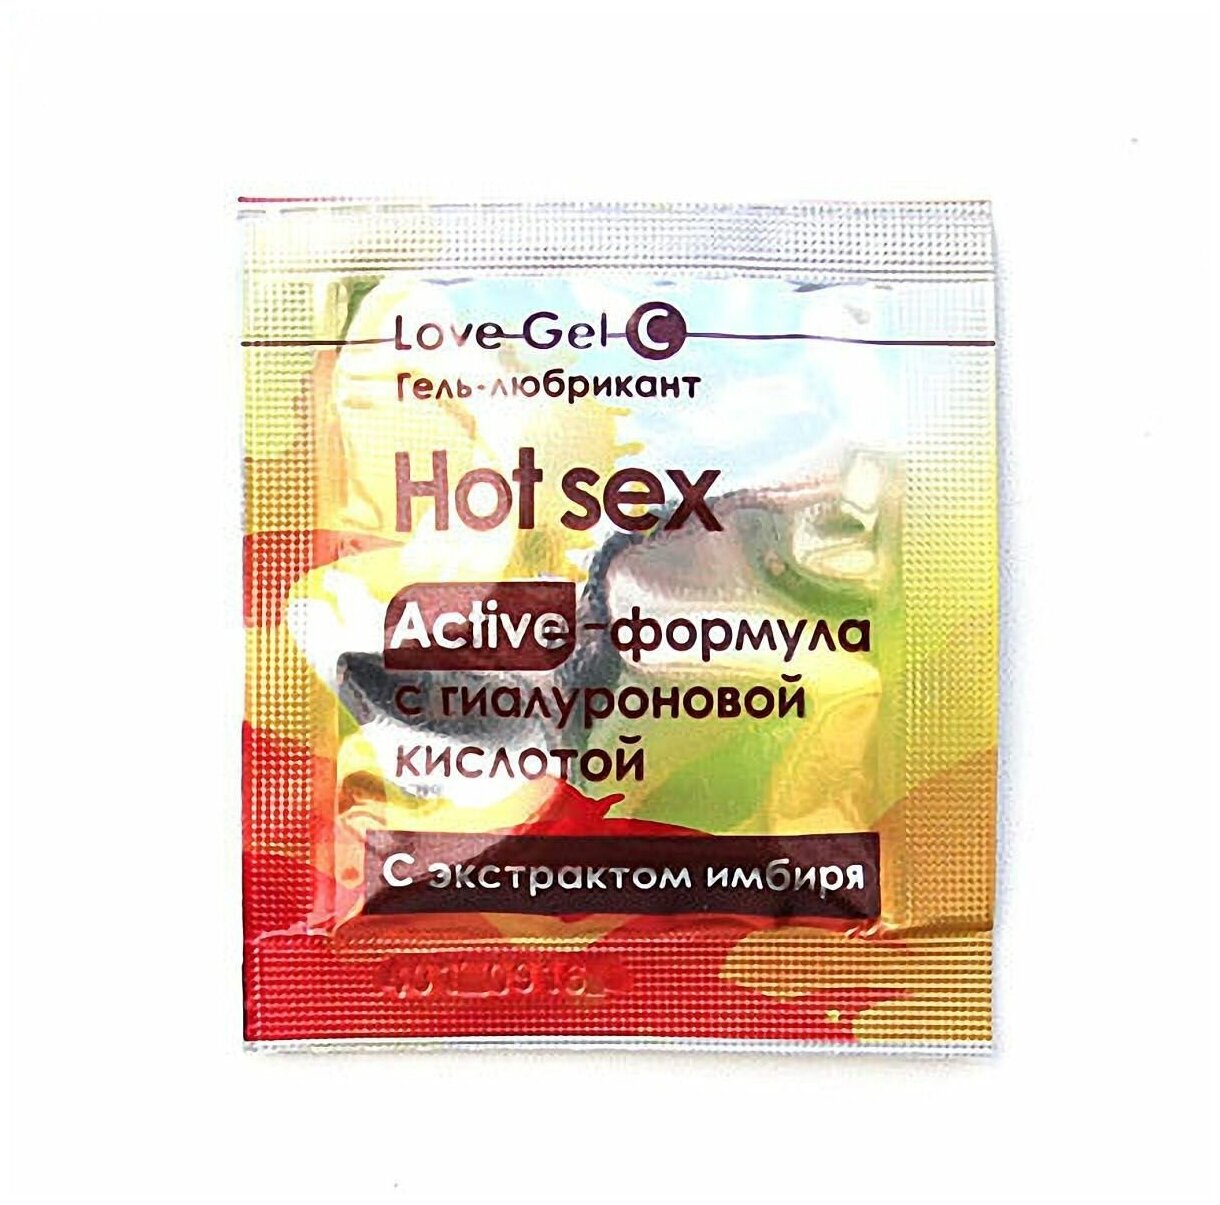 Love Gel C
Гель-любрикант
Hot sex
Active-формула
с гиалуроновой
кислотой
С экстрактом имбиря